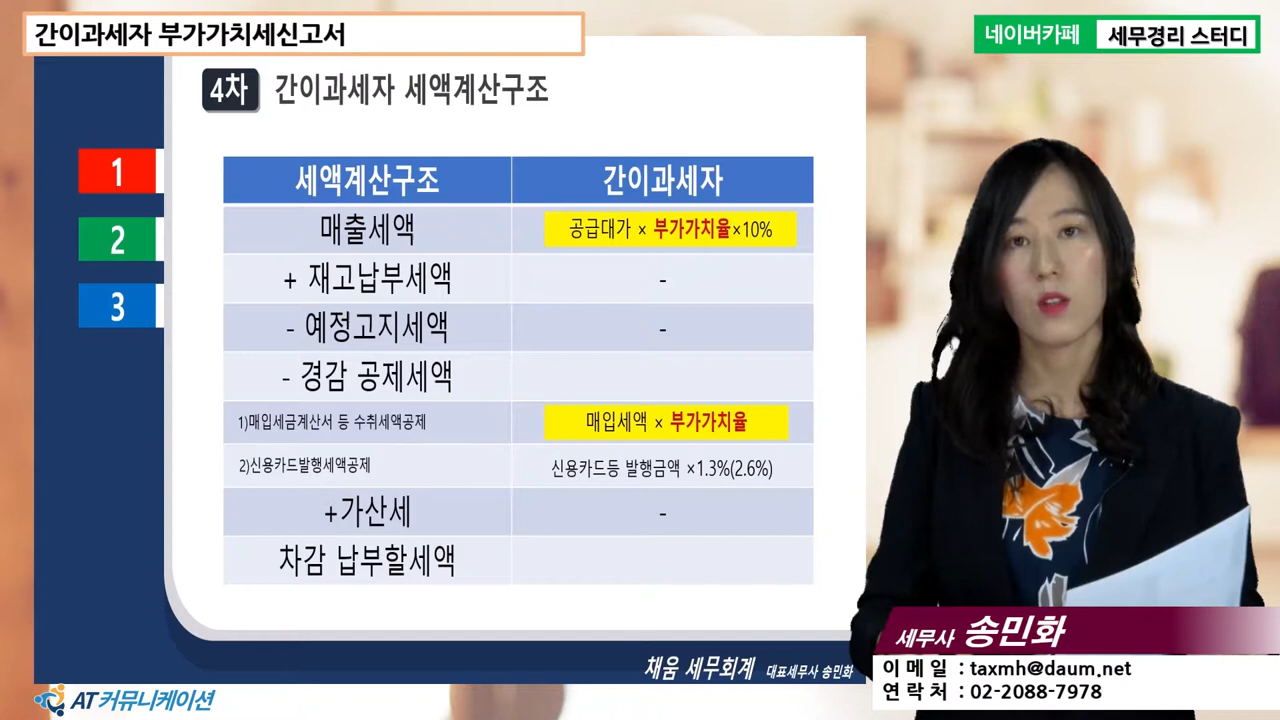 간이과세자 부가가치세신고서
네이버카페 세무경리 스터디
4차 간이과세자 세액계산구조
1
2
3
세액계산구조 간이과세자
매출세액 공급대가 × 부가가치율×10%
+ 재고납부세액 -
- 예정고지세액 -
- 경감 공제세액
1)매입세금계산서 등 수취세액공제 매입세액 × 부가가치율
2)신용카드발행세액공제 신용카드등 발행금액 ×1.3%(2.6%)
+가산세 -
차감 납부할세액
채움 세무회계 대표세무사 송민화
세무사 송민화
이 메 일 : taxmh@daum.net
연 락 처 : 02-2088-7978
AT커뮤니케이션